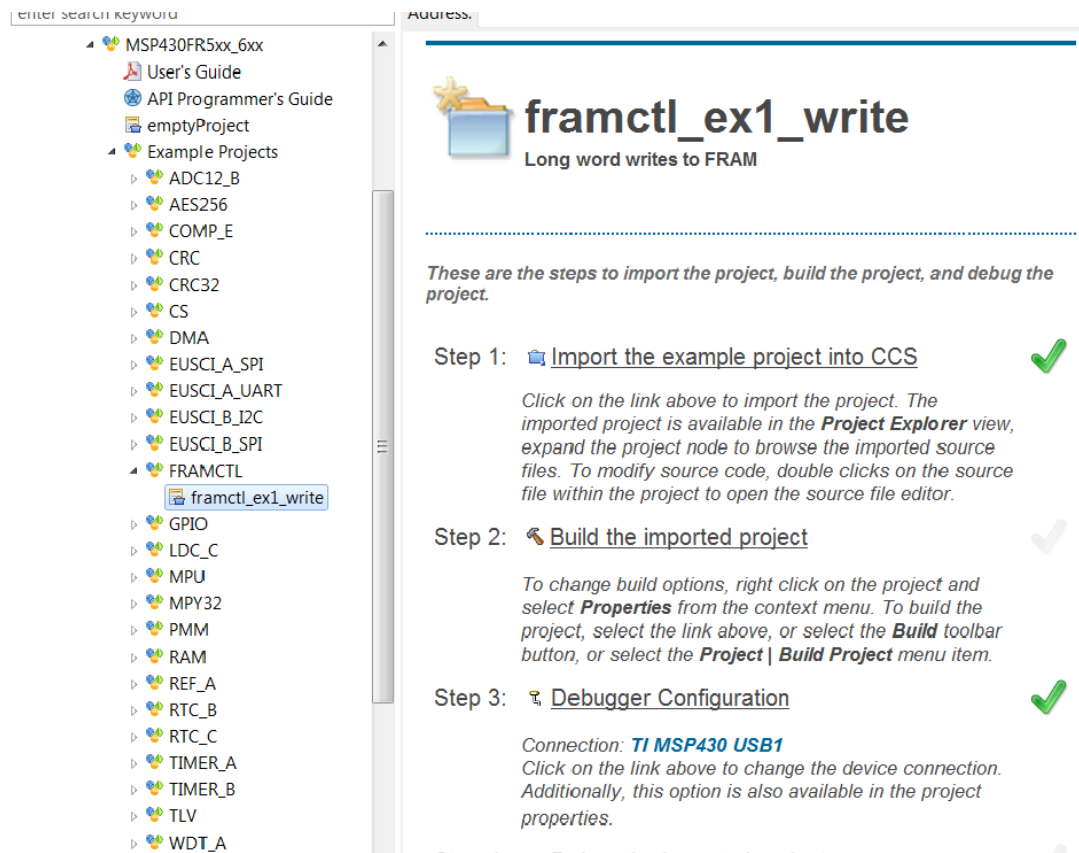 enter search keyword
MSP430FR5xx_6xx
User's Guide
API Programmer's Guide
emptyProject
Example Projects
ADC12_B
AES256
COMP_E
CRC
CRC32
CS
DMA
EUSCI_A_SPI
EUSCI_A_UART
EUSCI_B_I2C
EUSCI_B_SPI
FRAMCTL
framctl_ex1_write
GPIO
LDC_C
MPU
MPY32
PMM
RAM
REF_A
RTC_B
RTC_C
TIMER_A
TIMER_B
TLV
WDT_A
Address:
framctl_ex1_write
Long word writes to FRAM
These are the steps to import the project, build the project, and debug the
project.
Step 1: Import the example project into CCS
Click on the link above to import the project. The
imported project is available in the Project Explorer view,
expand the project node to browse the imported source
files. To modify source code, double clicks on the source
file within the project to open the source file editor.
Step 2: Build the imported project
To change build options, right click on the project and
select Properties from the context menu. To build the
project, select the link above, or select the Build toolbar
button, or select the Project | Build Project menu item.
Step 3: Debugger Configuration
Connection: TI MSP430 USB1
Click on the link above to change the device connection.
Additionally, this option is also available in the project
properties.